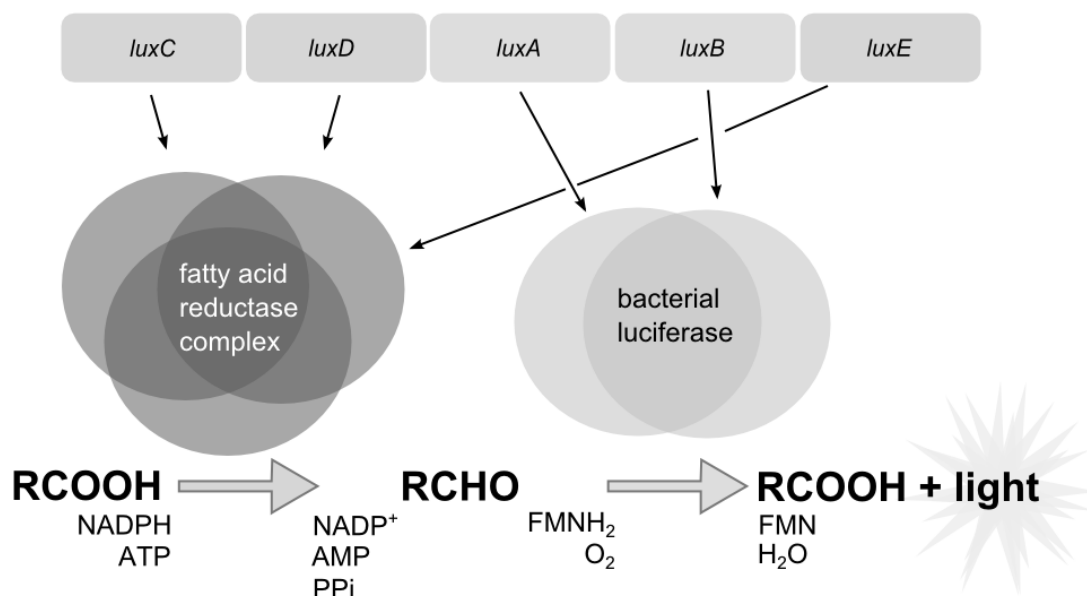 luxC luxD luxA luxB luxE
fatty acid
reductase
complex
bacterial
luciferase
RCOOH RCHO RCOOH + light
NADPH
ATP
NADP⁺
AMP
PPi
FMNH₂
O₂
FMN
H₂O